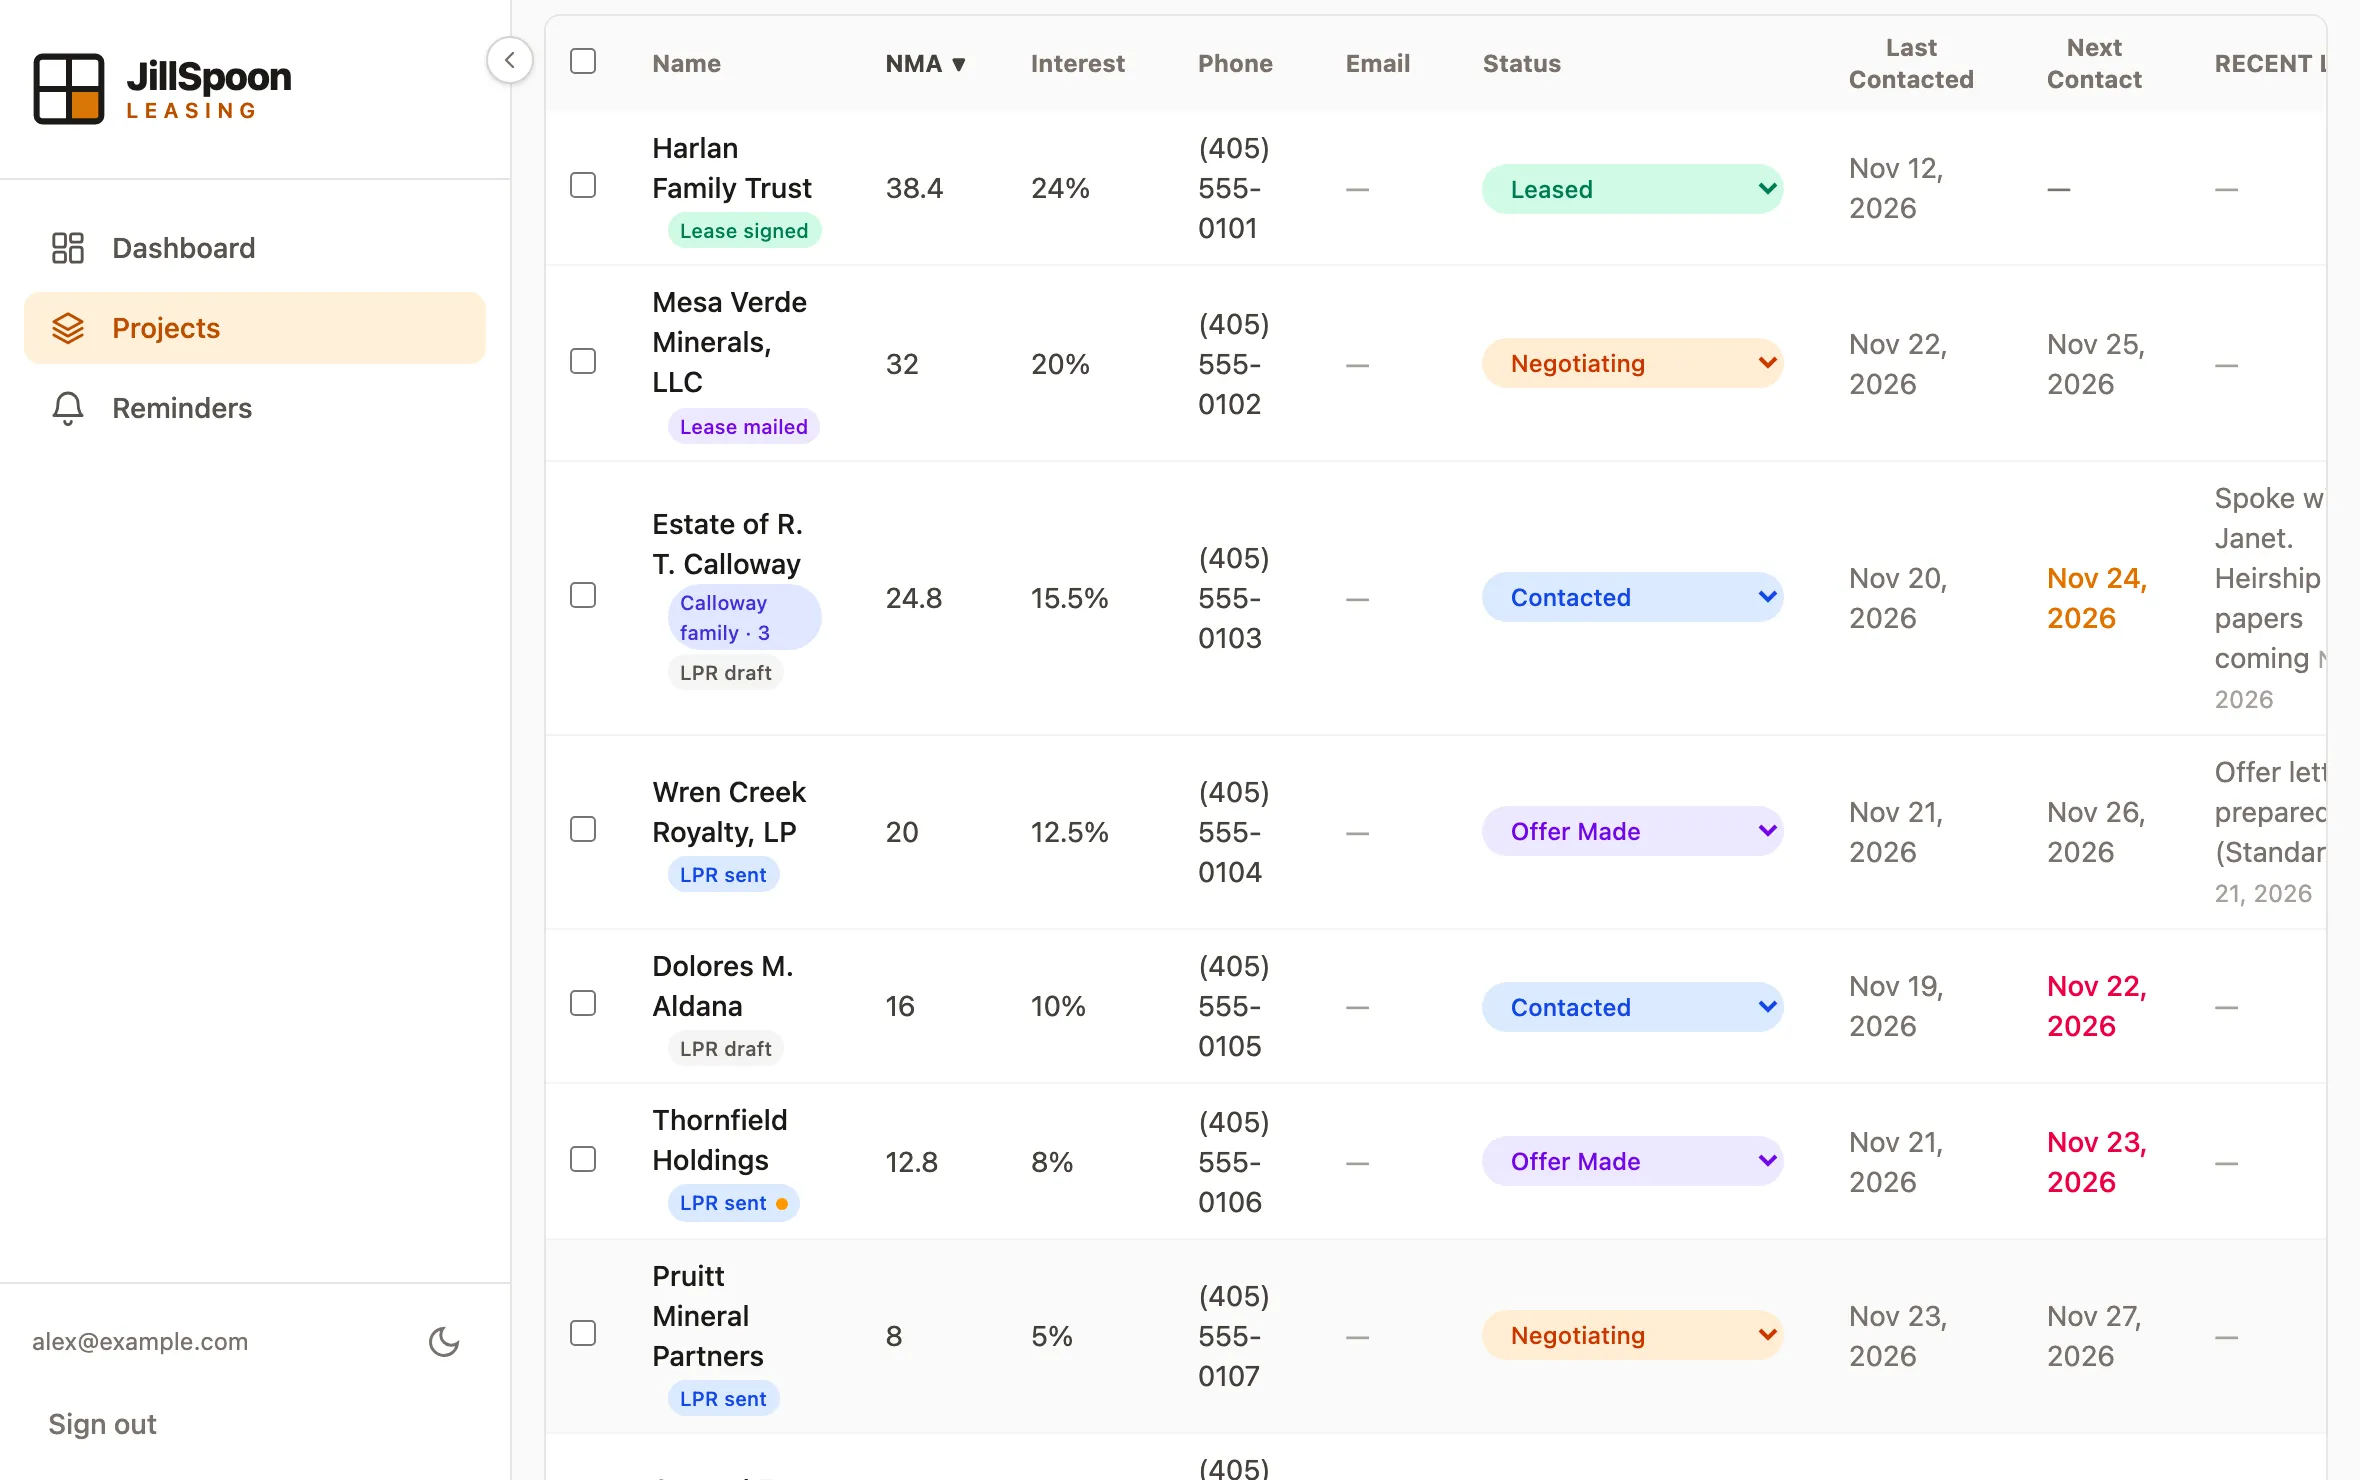 JillSpoon
LEASING
Dashboard
Projects
Reminders
alex@example.com
Sign out
Name
NMA ▼
Interest
Phone
Email
Status
Last
Contacted
Next
Contact
RECENT
Harlan
Family Trust
Lease signed
38.4
24%
(405)
555-
0101
—
Leased
Nov 12,
2026
—
—
Mesa Verde
Minerals,
LLC
Lease mailed
32
20%
(405)
555-
0102
—
Negotiating
Nov 22,
2026
Nov 25,
2026
—
Estate of R.
T. Calloway
Calloway
family · 3
LPR draft
24.8
15.5%
(405)
555-
0103
—
Contacted
Nov 20,
2026
Nov 24,
2026
Spoke
Janet.
Heirship
papers
coming
2026
Wren Creek
Royalty, LP
LPR sent
20
12.5%
(405)
555-
0104
—
Offer Made
Nov 21,
2026
Nov 26,
2026
Offer
prepared
21, 2026
Dolores M.
Aldana
LPR draft
16
10%
(405)
555-
0105
—
Contacted
Nov 19,
2026
Nov 22,
2026
—
Thornfield
Holdings
LPR sent
12.8
8%
(405)
555-
0106
—
Offer Made
Nov 21,
2026
Nov 23,
2026
—
Pruitt
Mineral
Partners
LPR sent
8
5%
(405)
555-
0107
—
Negotiating
Nov 23,
2026
Nov 27,
2026
—
(405)